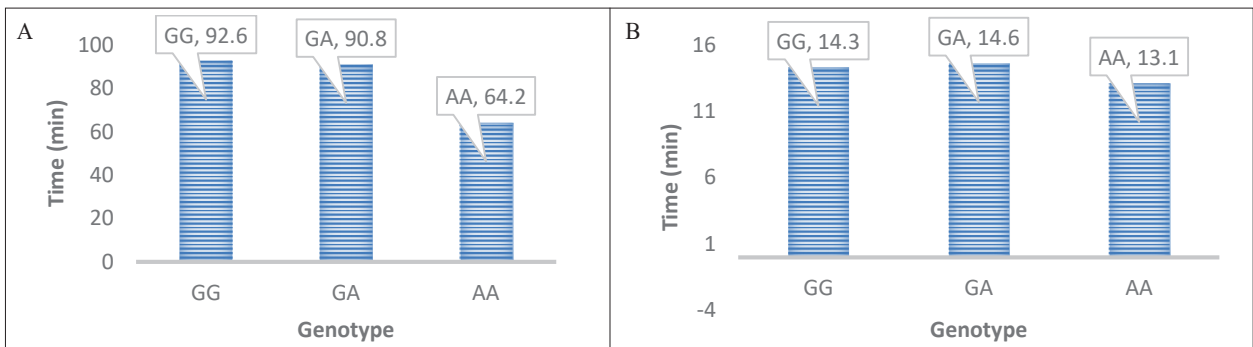 A
Time (min)
100
80
60
40
20
0
GG, 92.6
GA, 90.8
AA, 64.2
GG
GA
AA
Genotype
B
Time (min)
16
11
6
1
-4
GG, 14.3
GA, 14.6
AA, 13.1
GG
GA
AA
Genotype